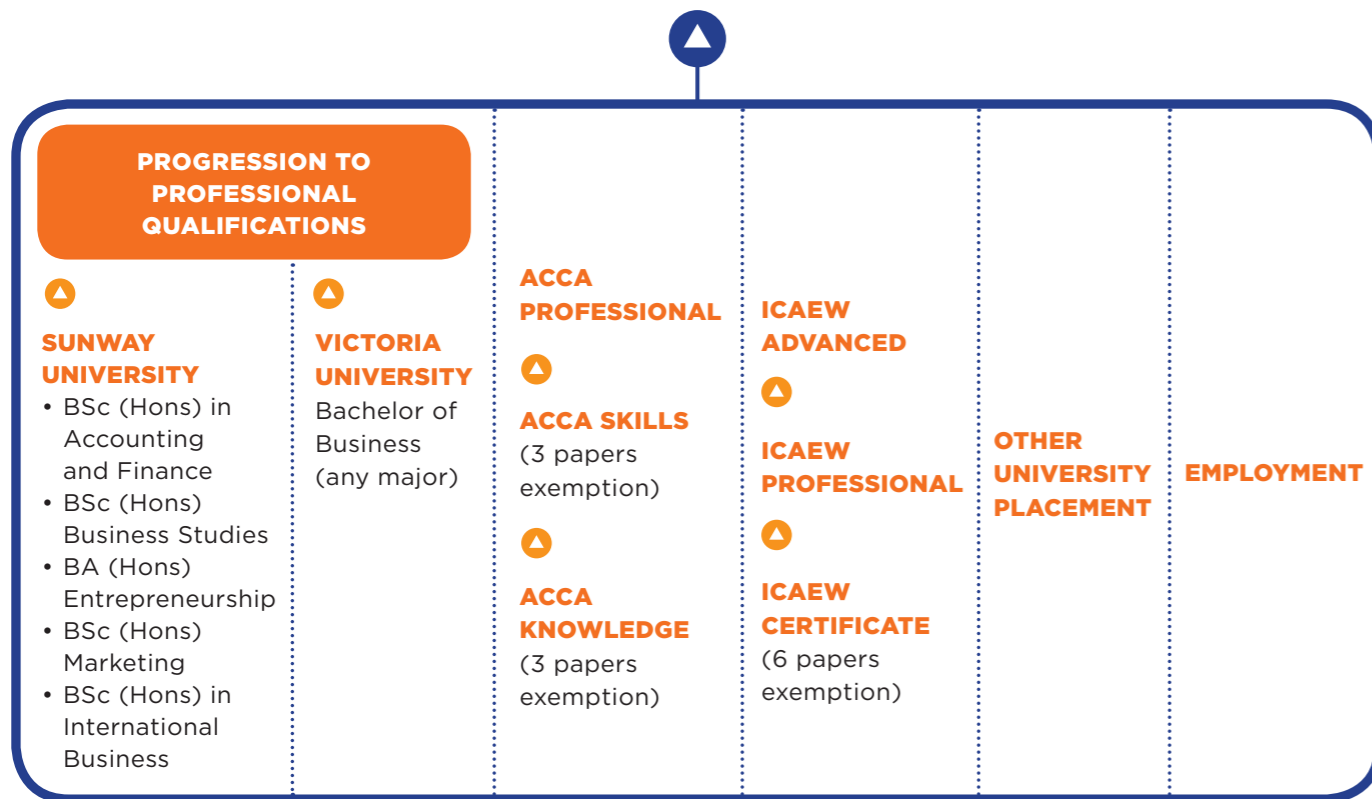 PROGRESSION TO
PROFESSIONAL
QUALIFICATIONS
SUNWAY
UNIVERSITY
• BSc (Hons) in
Accounting
and Finance
• BSc (Hons)
Business Studies
• BA (Hons)
Entrepreneurship
• BSc (Hons)
Marketing
• BSc (Hons) in
International
Business
VICTORIA
UNIVERSITY
Bachelor of
Business
(any major)
ACCA
PROFESSIONAL
ACCA SKILLS
(3 papers
exemption)
ACCA
KNOWLEDGE
(3 papers
exemption)
ICAEW
ADVANCED
ICAEW
PROFESSIONAL
ICAEW
CERTIFICATE
(6 papers
exemption)
OTHER
UNIVERSITY
PLACEMENT
EMPLOYMENT